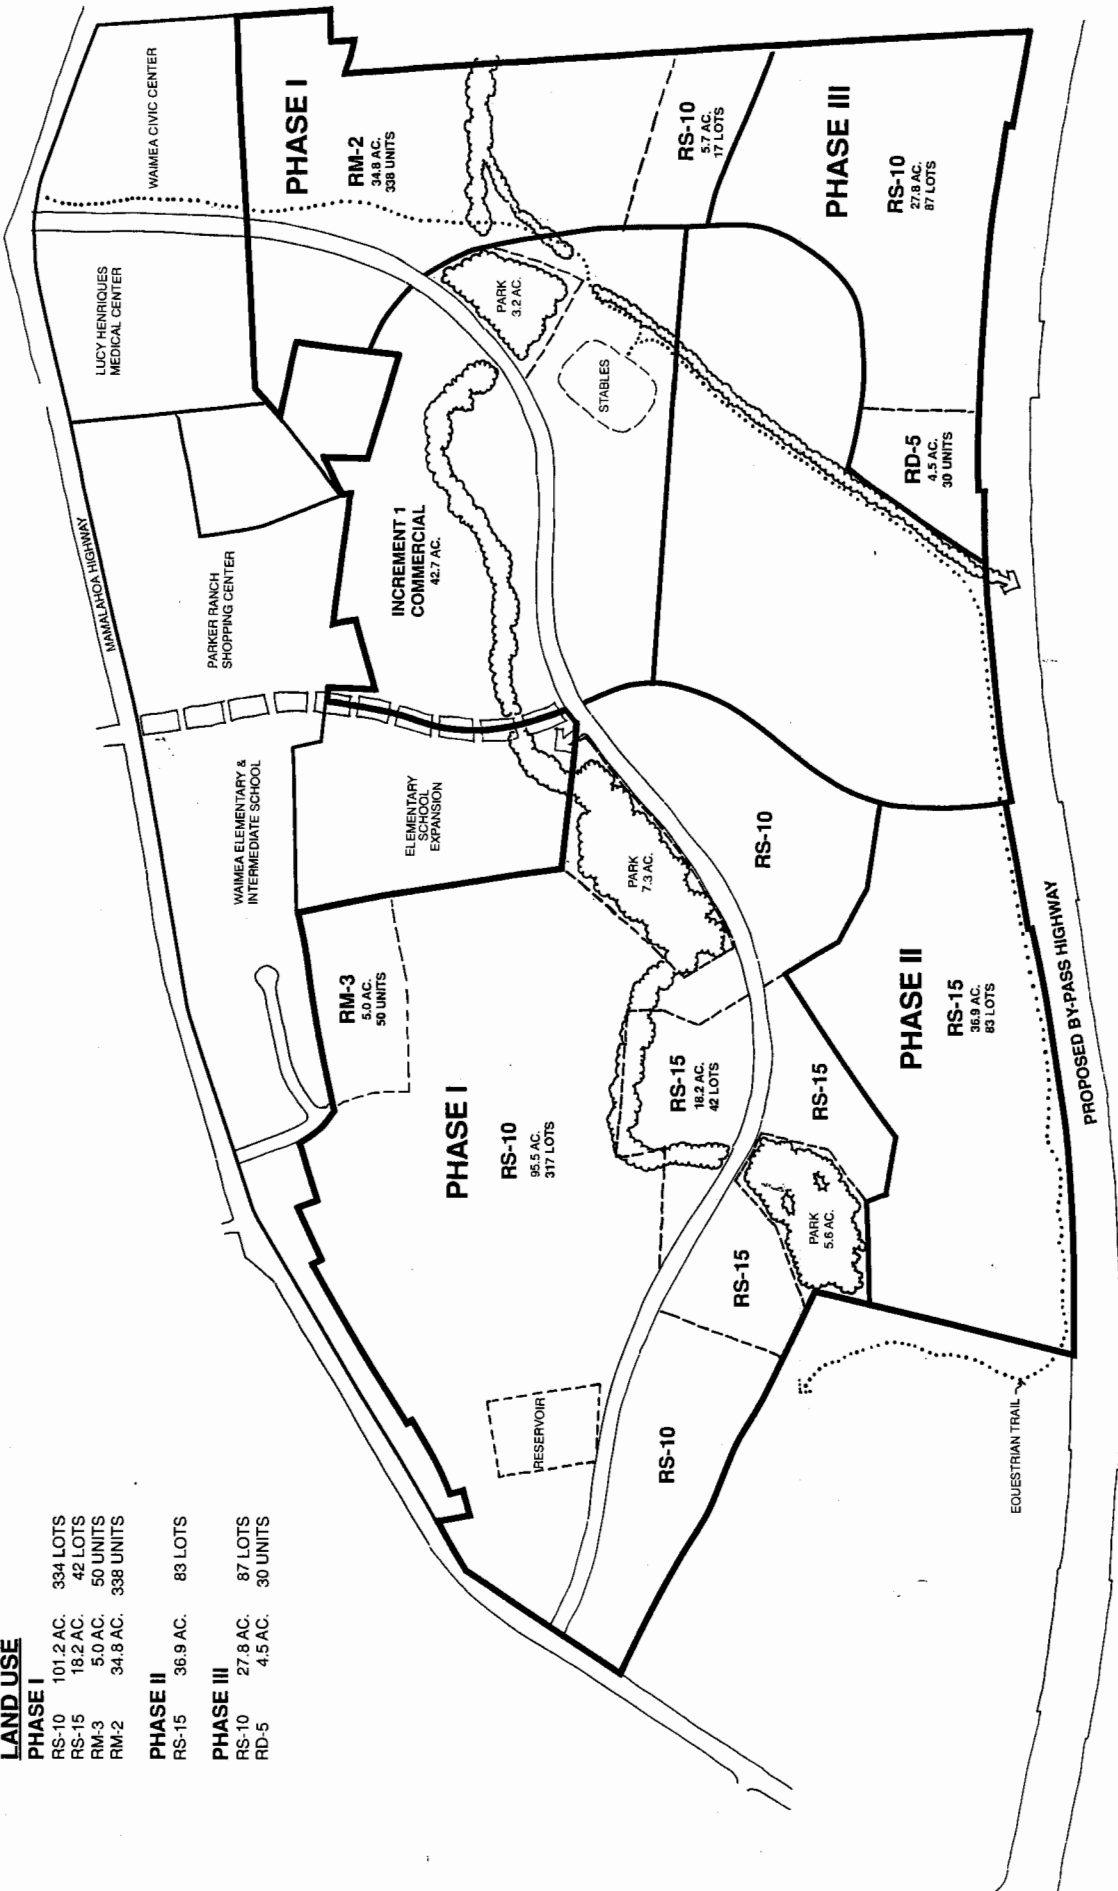 LAND USE
PHASE I
RS-10 101.2 AC. 334 LOTS
RS-15 18.2 AC. 42 LOTS
RM-3 5.0 AC. 50 UNITS
RM-2 34.8 AC. 338 UNITS
PHASE II
RS-15 36.9 AC. 83 LOTS
PHASE III
RS-10 27.8 AC. 87 LOTS
RD-5 4.5 AC. 30 UNITS
MAMALAHOA HIGHWAY
WAIMEA ELEMENTARY &
INTERMEDIATE SCHOOL
PARKER RANCH
SHOPPING CENTER
LUCY HENRIQUES
MEDICAL CENTER
WAIMEA CIVIC CENTER
RM-3
5.0 AC.
50 UNITS
ELEMENTARY
SCHOOL
EXPANSION
INCREMENT 1
COMMERCIAL
42.7 AC.
PHASE I
RM-2
34.8 AC.
338 UNITS
PHASE I
RS-10
95.5 AC.
317 LOTS
PARK
3.2 AC.
STABLES
RESERVOIR
RS-15
18.2 AC.
42 LOTS
PARK
7.3 AC.
RS-10
5.7 AC.
17 LOTS
RS-10
RS-15
RS-15
RS-10
PARK
5.6 AC.
PHASE II
RS-15
36.9 AC.
83 LOTS
RD-5
4.5 AC.
30 UNITS
PHASE III
RS-10
27.8 AC.
87 LOTS
EQUESTRIAN TRAIL
PROPOSED BY-PASS HIGHWAY